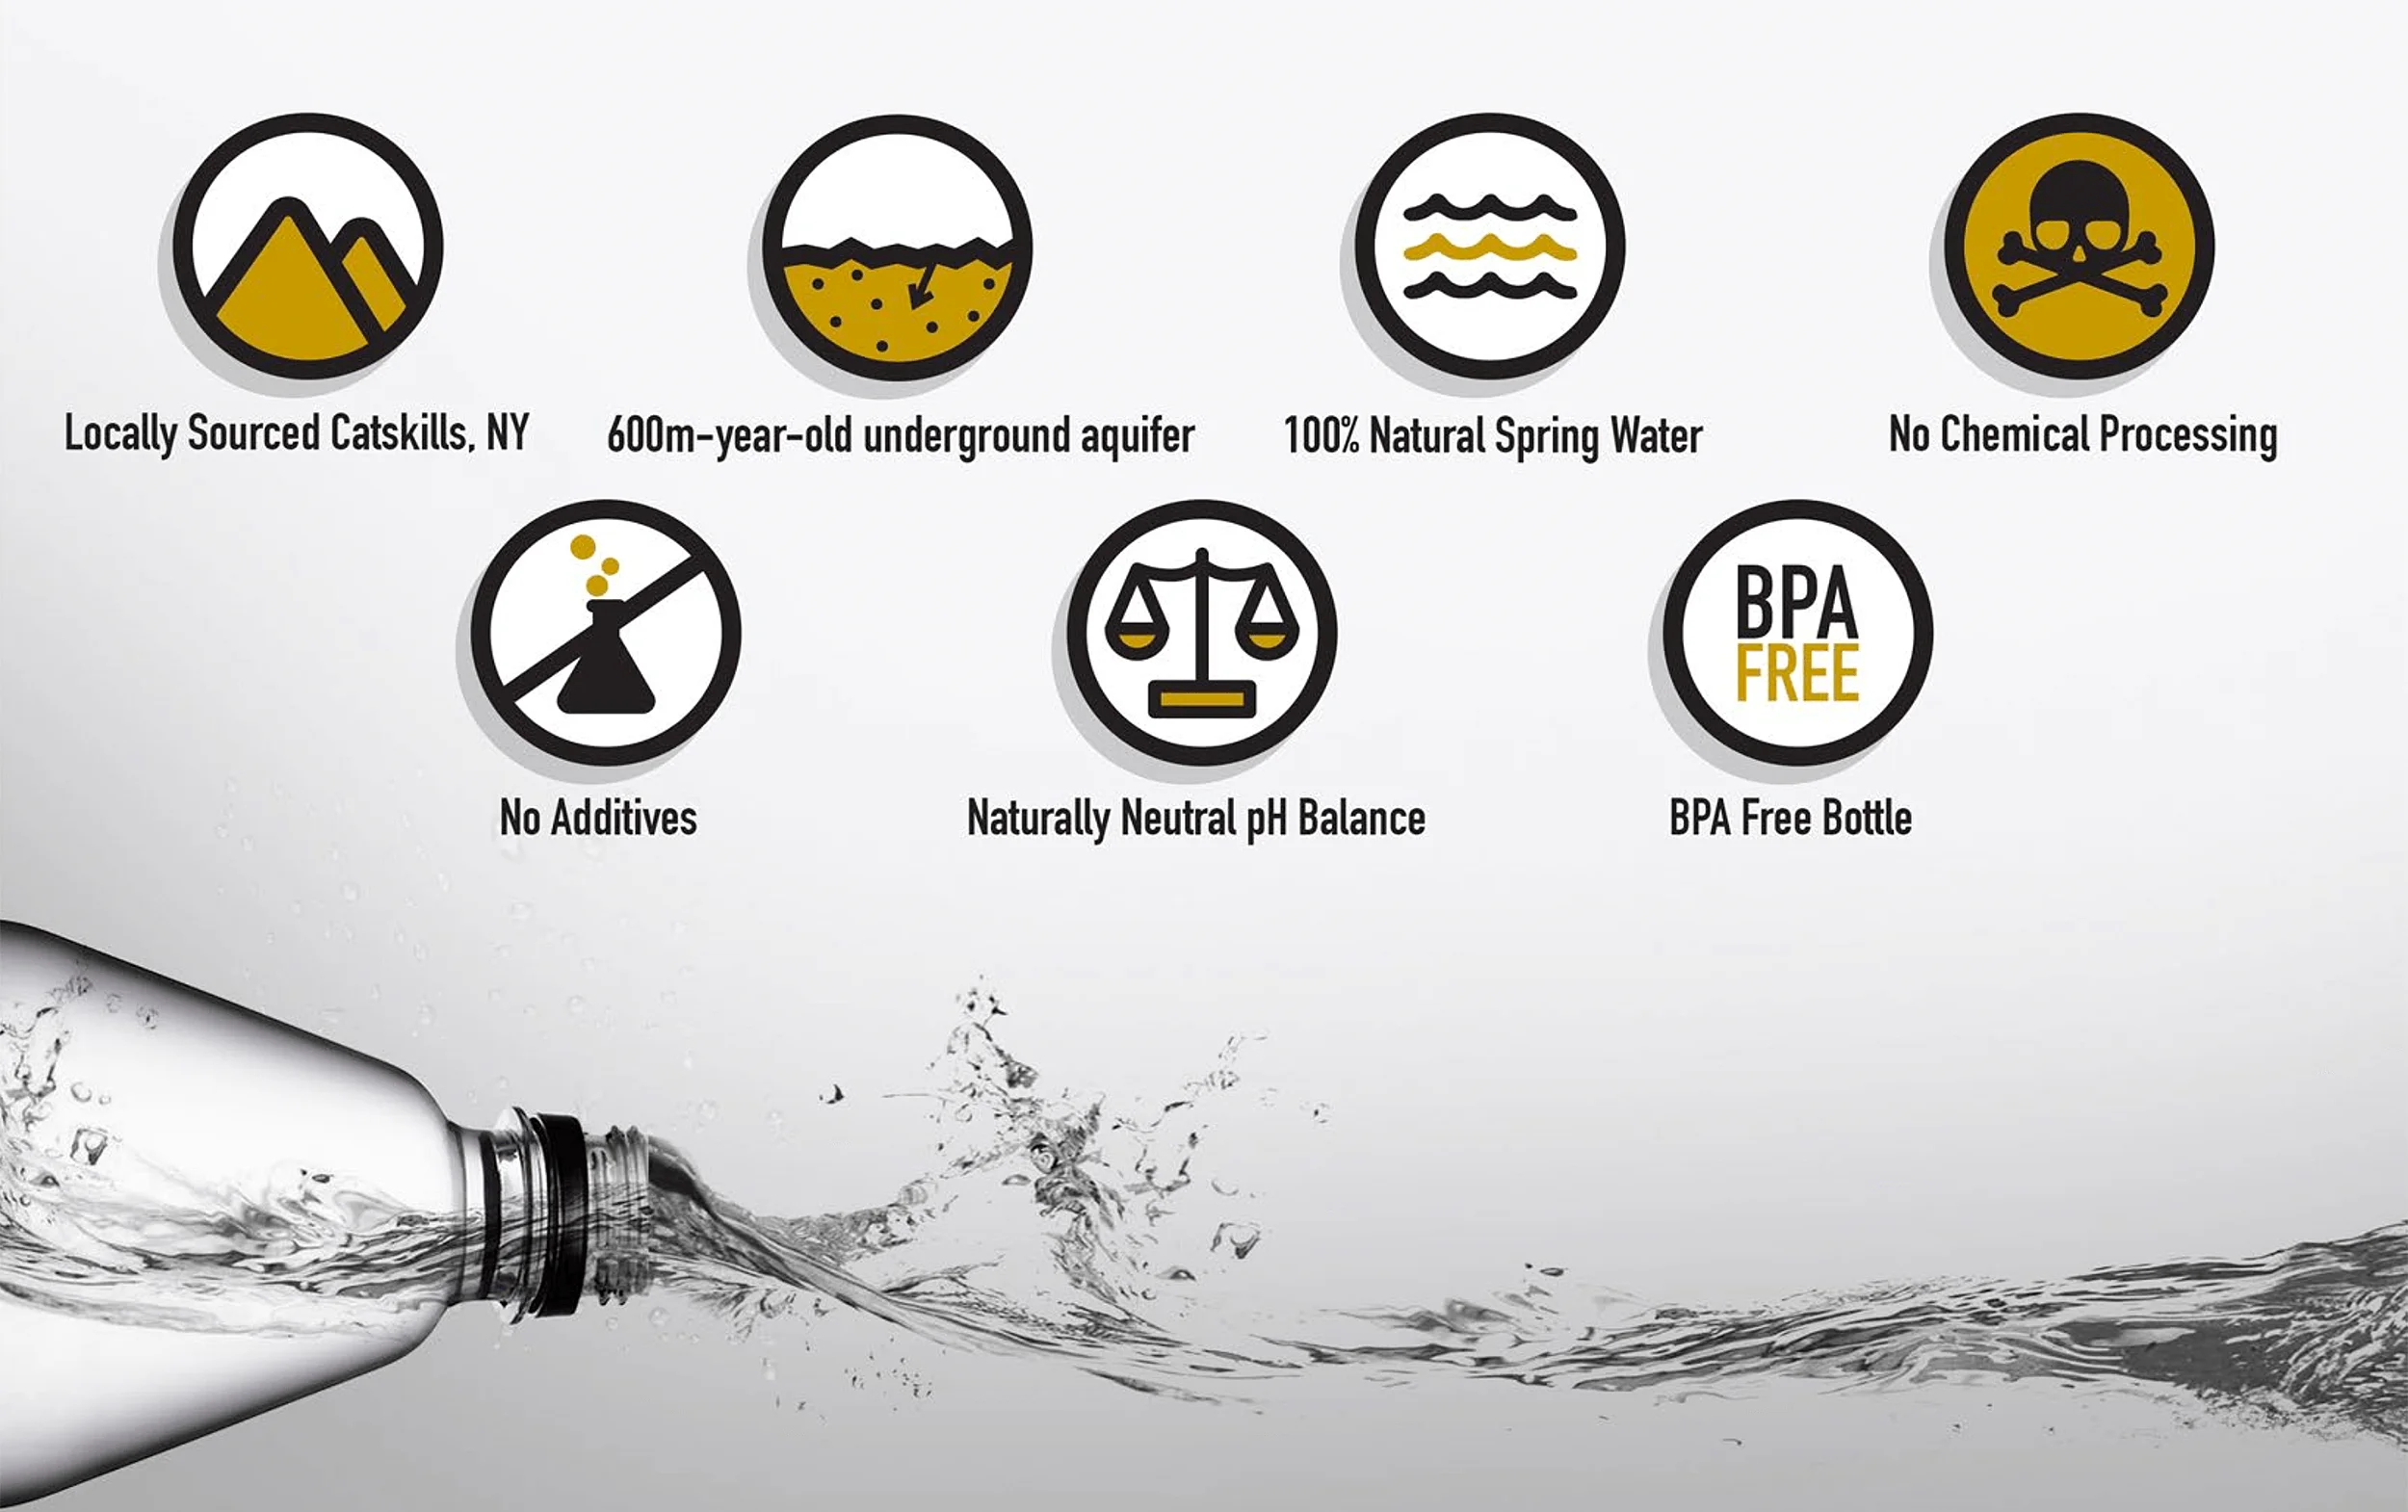 Locally Sourced Catskills, NY
600m-year-old underground aquifer
100% Natural Spring Water
No Chemical Processing
BPA
FREE
No Additives
Naturally Neutral pH Balance
BPA Free Bottle